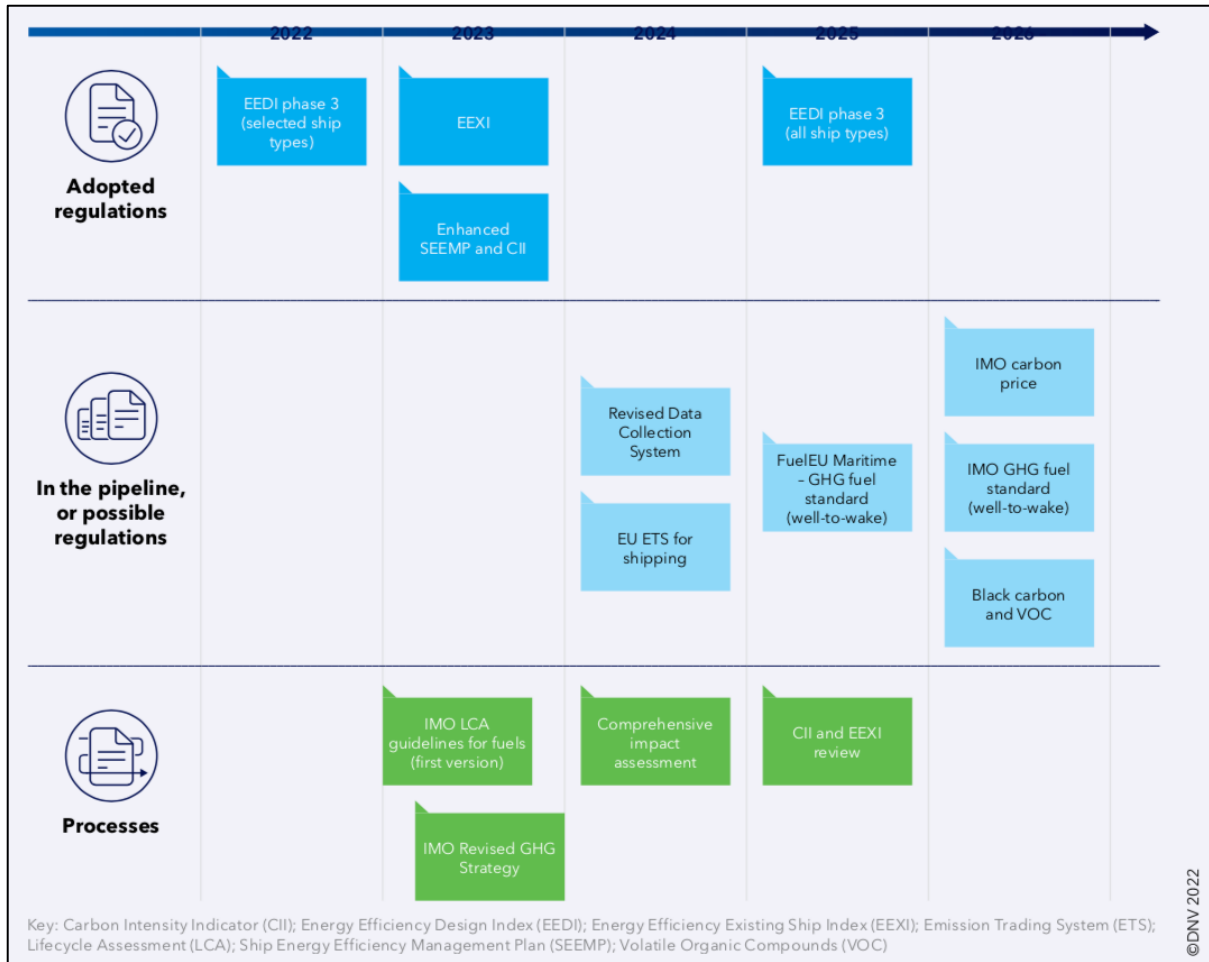 2022
2023
2024
2025
2026
Adopted
regulations
EEDI phase 3
(selected ship
types)
EEXI
EEDI phase 3
(all ship types)
Enhanced
SEEMP and CII
In the pipeline,
or possible
regulations
IMO carbon
price
Revised Data
Collection
System
FuelEU Maritime
– GHG fuel
standard
(well-to-wake)
IMO GHG fuel
standard
(well-to-wake)
EU ETS for
shipping
Black carbon
and VOC
Processes
IMO LCA
guidelines for fuels
(first version)
Comprehensive
impact
assessment
CII and EEXI
review
IMO Revised GHG
Strategy
Key: Carbon Intensity Indicator (CII); Energy Efficiency Design Index (EEDI); Energy Efficiency Existing Ship Index (EEXI); Emission Trading System (ETS);
Lifecycle Assessment (LCA); Ship Energy Efficiency Management Plan (SEEMP); Volatile Organic Compounds (VOC)
©DNV 2022